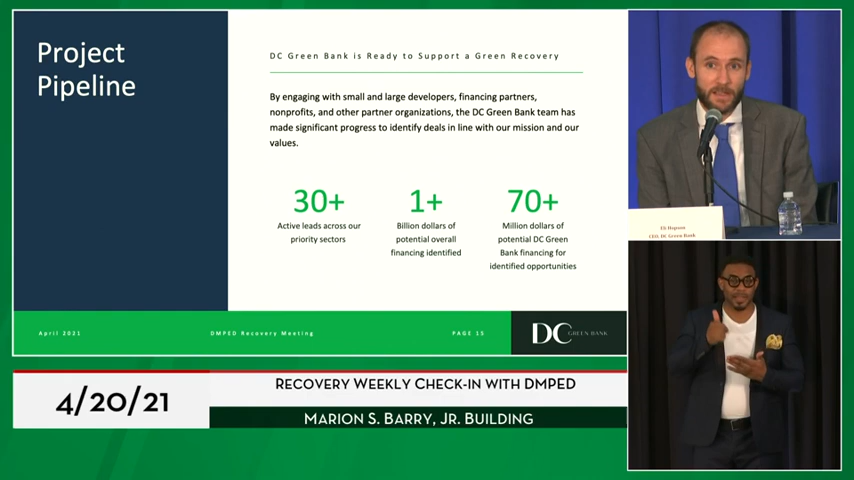 Project
Pipeline
DC Green Bank is Ready to Support a Green Recovery
By engaging with small and large developers, financing partners,
nonprofits, and other partner organizations, the DC Green Bank team has
made significant progress to identify deals in line with our mission and our
values.
30+
Active leads across our
priority sectors
1+
Billion dollars of
potential overall
financing identified
70+
Million dollars of
potential DC Green
Bank financing for
identified opportunities
April 2021
DMPED Recovery Meeting
PAGE 15
DC GREEN BANK
CEO, DC Green Bank
4/20/21
RECOVERY WEEKLY CHECK-IN WITH DMPED
MARION S. BARRY, JR. BUILDING